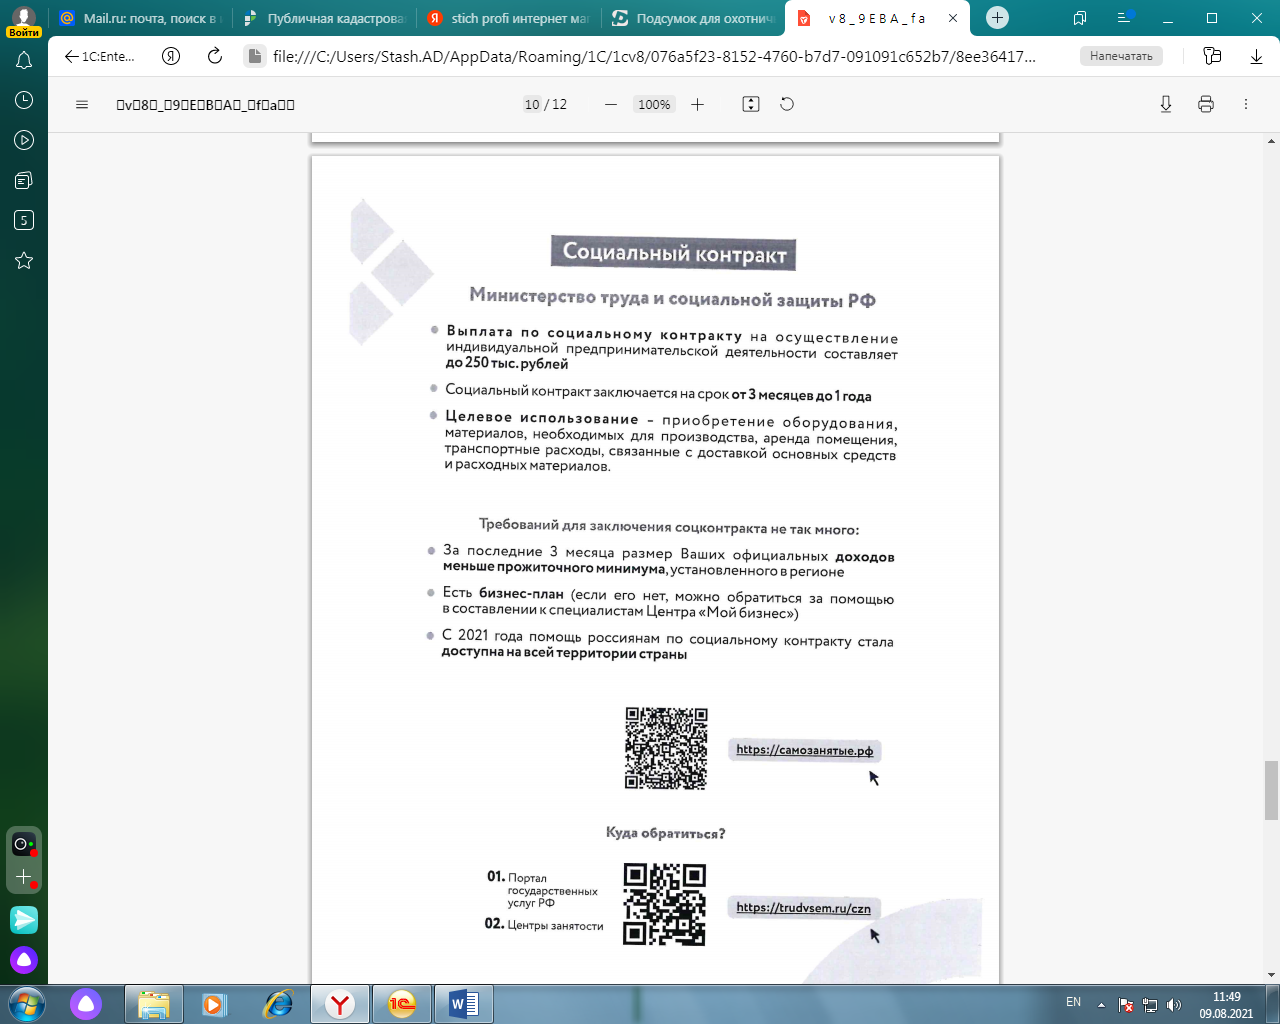 Войти
Mail.ru: почта, поиск в и
Публичная кадастрова
stich profi интернет маг
Подсумок для охотнич
v 8 _ 9 E B A _ f a
1C:Ente...
file:///C:/Users/Stash.AD/AppData/Roaming/1C/1cv8/076a5f23-8152-4760-b7d7-091091c652b7/8ee36417...
Напечатать
5
▯v▯8▯_▯9▯E▯B▯A▯_▯f▯a▯▯
10 / 12
100%
Социальный контракт
Министерство труда и социальной защиты РФ
Выплата по социальному контракту на осуществление
индивидуальной предпринимательской деятельности составляет
до 250 тыс. рублей
Социальный контракт заключается на срок от 3 месяцев до 1 года
Целевое использование – приобретение оборудования,
материалов, необходимых для производства, аренда помещения,
транспортные расходы, связанные с доставкой основных средств
и расходных материалов.
Требований для заключения соцконтракта не так много:
За последние 3 месяца размер Ваших официальных доходов
меньше прожиточного минимума, установленного в регионе
Есть бизнес-план (если его нет, можно обратиться за помощью
в составлении к специалистам Центра «Мой бизнес»)
С 2021 года помощь россиянам по социальному контракту стала
доступна на всей территории страны
https://самозанятые.рф
Куда обратиться?
01. Портал
государственных
услуг РФ
02. Центры занятости
https://trudvsem.ru/czn
EN
11:49
09.08.2021